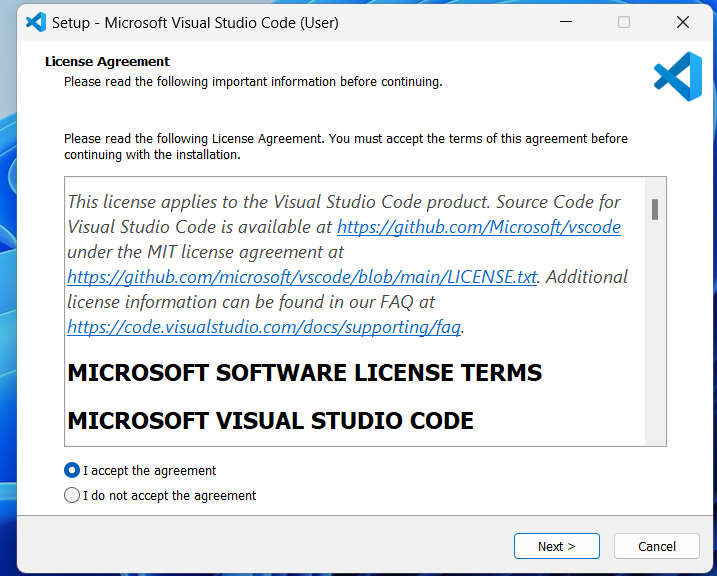 Setup - Microsoft Visual Studio Code (User)
License Agreement
Please read the following important information before continuing.
Please read the following License Agreement. You must accept the terms of this agreement before
continuing with the installation.
This license applies to the Visual Studio Code product. Source Code for
Visual Studio Code is available at https://github.com/Microsoft/vscode
under the MIT license agreement at
https://github.com/microsoft/vscode/blob/main/LICENSE.txt. Additional
license information can be found in our FAQ at
https://code.visualstudio.com/docs/supporting/faq.
MICROSOFT SOFTWARE LICENSE TERMS
MICROSOFT VISUAL STUDIO CODE
I accept the agreement
I do not accept the agreement
Next >
Cancel